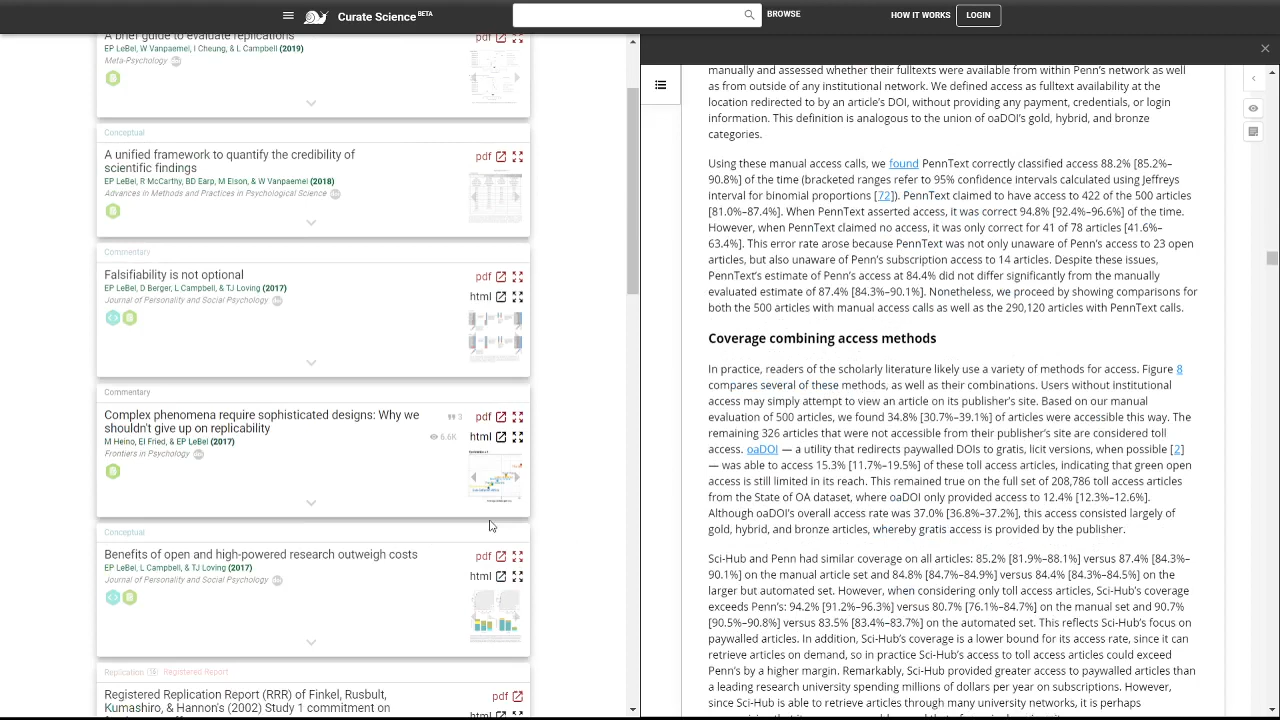 Curate Science BETA
BROWSE
HOW IT WORKS
LOGIN
A brief guide to evaluate replications
EP LeBel, W Vanpaemel, I Cheung, & L Campbell (2019)
Meta-Psychology
pdf
Conceptual
A unified framework to quantify the credibility of
scientific findings
EP LeBel, R McCarthy, BD Earp, M Elson, & W Vanpaemel (2018)
Advances in Methods and Practices in Psychological Science
pdf
Commentary
Falsifiability is not optional
EP LeBel, D Berger, L Campbell, & TJ Loving (2017)
Journal of Personality and Social Psychology
pdf
html
Commentary
Complex phenomena require sophisticated designs: Why we
shouldn't give up on replicability
M Heino, EI Fried, & EP LeBel (2017)
Frontiers in Psychology
pdf
6.6K
html
Conceptual
Benefits of open and high-powered research outweigh costs
EP LeBel, L Campbell, & TJ Loving (2017)
Journal of Personality and Social Psychology
pdf
html
Replication Registered Report
Registered Replication Report (RRR) of Finkel, Rusbult,
Kumashiro, & Hannon's (2002) Study 1 commitment on
pdf
html
manually and assessed whether their fulltexts were available from within Penn's network as well
as from outside of any institutional network. We defined access as fulltext availability at the
location redirected to by an article's DOI, without providing any payment, credentials, or login
information. This definition is analogous to the union of oaDOI's gold, hybrid, and bronze
categories.
Using these manual access calls, we found PennText correctly classified access 88.2% [85.2%–
90.8%] of the time (bracketed ranges refer to 95% confidence intervals calculated using Jeffreys
interval for binomial proportions [72]). PennText claimed to have access to 422 of the 500 articles
[81.0%–87.4%]. When PennText asserted access, it was correct 94.8% [92.4%–96.6%] of the time.
However, when PennText claimed no access, it was only correct for 41 of 78 articles [41.6%–
63.4%]. This error rate arose because PennText was not only unaware of Penn's access to 23 open
articles, but also unaware of Penn's subscription access to 14 articles. Despite these issues,
PennText's estimate of Penn's access at 84.4% did not differ significantly from the manually
evaluated estimate of 87.4% [84.3%–90.1%]. Nonetheless, we proceed by showing comparisons for
both the 500 articles with manual access calls as well as the 290,120 articles with PennText calls.
Coverage combining access methods
In practice, readers of the scholarly literature likely use a variety of methods for access. Figure 8
compares several of these methods, as well as their combinations. Users without institutional
access may simply attempt to view an article on its publisher's site. Based on our manual
evaluation of 500 articles, we found 34.8% [30.7%–39.1%] of articles were accessible this way. The
remaining 326 articles that were not accessible from their publisher's site are considered toll
access. oaDOI — a utility that redirects paywalled DOIs to gratis, licit versions, when possible [2]
— was able to access 15.3% [11.7%–19.5%] of these toll access articles, indicating that green open
access is still limited in its reach. This remained true on the full set of 208,786 toll access articles
from the State of OA dataset, where oaDOI only provided access to 12.4% [12.3%–12.6%].
Although oaDOI's overall access rate was 37.0% [36.8%–37.2%], this access consisted largely of
gold, hybrid, and bronze articles, whereby gratis access is provided by the publisher.
Sci-Hub and Penn had similar coverage on all articles: 85.2% [81.9%–88.1%] versus 87.4% [84.3%–
90.1%] on the manual article set and 84.8% [84.7%–84.9%] versus 84.4% [84.3%–84.5%] on the
larger but automated set. However, when considering only toll access articles, Sci-Hub's coverage
exceeds Penn's: 94.2% [91.2%–96.3%] versus 80.7% [76.1%–84.7%] on the manual set and 90.7%
[90.5%–90.8%] versus 83.5% [83.4%–83.7%] on the automated set. This reflects Sci-Hub's focus on
paywalled articles. In addition, Sci-Hub's coverage is a lower bound for its access rate, since it can
retrieve articles on demand, so in practice Sci-Hub's access to toll access articles could exceed
Penn's by a higher margin. Remarkably, Sci-Hub provided greater access to paywalled articles than
a leading research university spending millions of dollars per year on subscriptions. However,
since Sci-Hub is able to retrieve articles through many university networks, it is perhaps